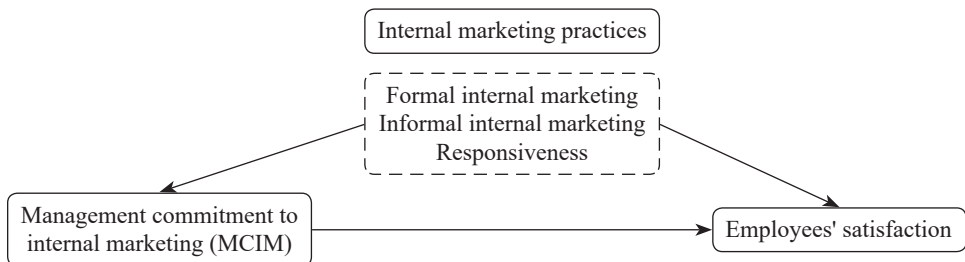 Internal marketing practices
Formal internal marketing
Informal internal marketing
Responsiveness
Management commitment to
internal marketing (MCIM)
Employees' satisfaction